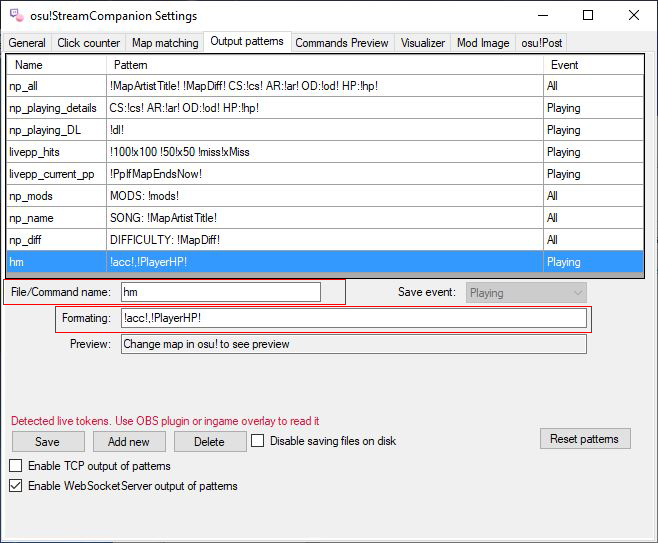 osu!StreamCompanion Settings
General Click counter Map matching Output patterns Commands Preview Visualizer Mod Image osu!Post
Name Pattern Event
np_all !MapArtistTitle! !MapDiff! CS:!cs! AR:!ar! OD:!od! HP:!hp! All
np_playing_details CS:!cs! AR:!ar! OD:!od! HP:!hp! Playing
np_playing_DL !dl! Playing
livepp_hits !100!x100 !50!x50 !miss!xMiss Playing
livepp_current_pp !PpIfMapEndsNow! Playing
np_mods MODS: !mods! All
np_name SONG: !MapArtistTitle! All
np_diff DIFFICULTY: !MapDiff! All
hm !acc!,!PlayerHP! Playing
File/Command name: hm Save event: Playing
Formating: !acc!,!PlayerHP!
Preview: Change map in osu! to see preview
Detected live tokens. Use OBS plugin or ingame overlay to read it
Save Add new Delete Disable saving files on disk Reset patterns
Enable TCP output of patterns
Enable WebSocketServer output of patterns